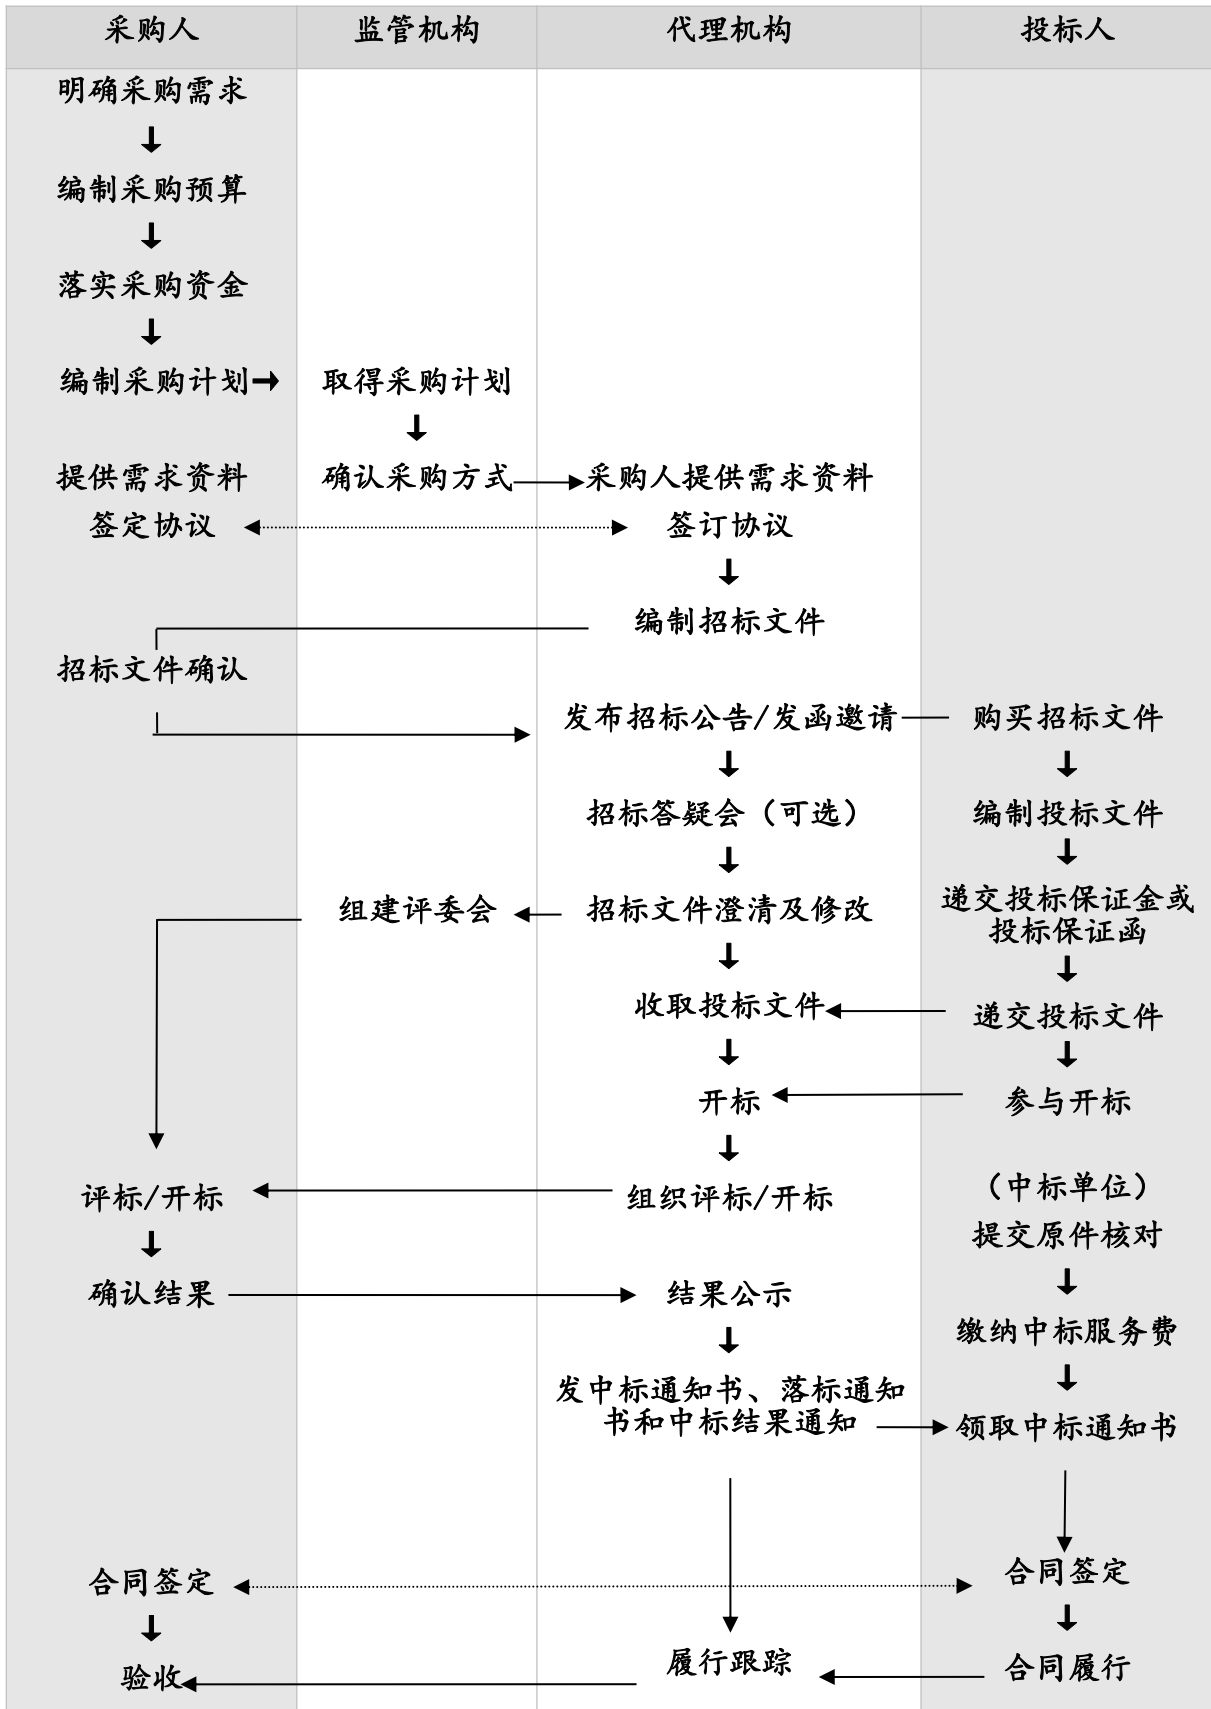 采购人 监管机构 代理机构 投标人
明确采购需求
编制采购预算
落实采购资金
编制采购计划 取得采购计划
提供需求资料 确认采购方式 采购人提供需求资料
签定协议 签订协议
编制招标文件
招标文件确认
发布招标公告/发函邀请 购买招标文件
招标答疑会（可选） 编制投标文件
组建评委会 招标文件澄清及修改 递交投标保证金或
投标保证函
收取投标文件 递交投标文件
开标 参与开标
评标/开标 组织评标/开标 （中标单位）
提交原件核对
确认结果 结果公示
缴纳中标服务费
发中标通知书、落标通知
书和中标结果通知 领取中标通知书
合同签定 合同签定
验收 履行跟踪 合同履行